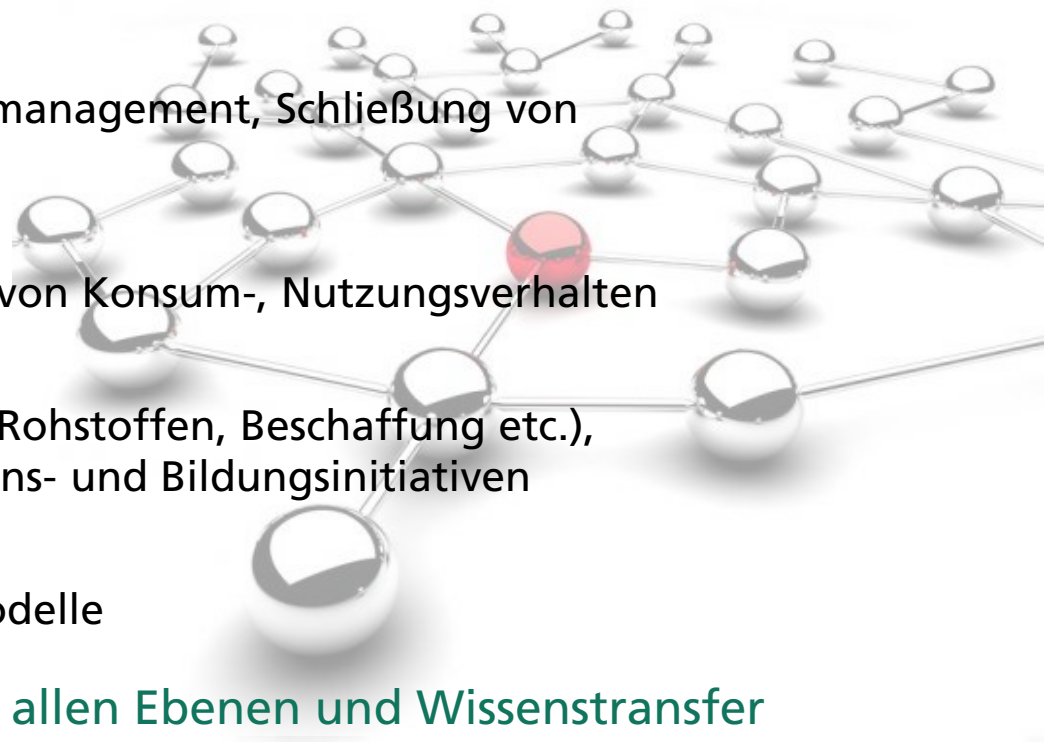 management, Schließung von
von Konsum-, Nutzungsverhalten
Rohstoffen, Beschaffung etc.),
ns- und Bildungsinitiativen
odelle
allen Ebenen und Wissenstransfer